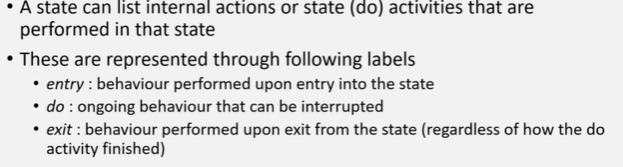 • A state can list internal actions or state (do) activities that are
performed in that state
• These are represented through following labels
• entry : behaviour performed upon entry into the state
• do : ongoing behaviour that can be interrupted
• exit : behaviour performed upon exit from the state (regardless of how the do
activity finished)